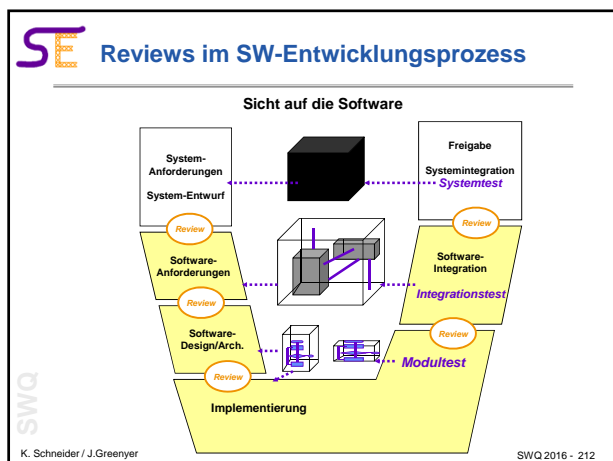 SE
Reviews im SW-Entwicklungsprozess
Sicht auf die Software
System-
Anforderungen
System-Entwurf
Freigabe
Systemintegration
Systemtest
Review
Review
Software-
Anforderungen
Software-
Integration
Integrationstest
Review
Review
Software-
Design/Arch.
Modultest
Review
Implementierung
SWQ
K. Schneider / J.Greenyer
SWQ 2016 - 212